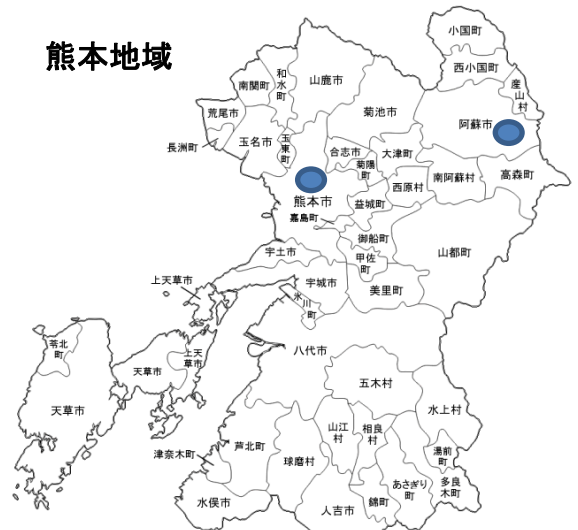 熊本地域
小国町
西小国町
産
山
村
南関町
和
水
町
山鹿市
菊池市
阿蘇市
荒尾市
長洲町
玉名市
玉
東
町
合志市
菊陽
町
大津町
西原村
南阿蘇村
高森町
熊本市
益城町
嘉島町
御船町
甲佐
町
山都町
宇土市
宇城市
美里町
氷
川
町
上天草市
上天
草市
苓北
町
天草市
天草市
八代市
五木村
水上村
山江
村
相良
村
湯前
町
多良
木町
あさぎり
町
錦町
人吉市
球磨村
芦北町
津奈木町
水俣市